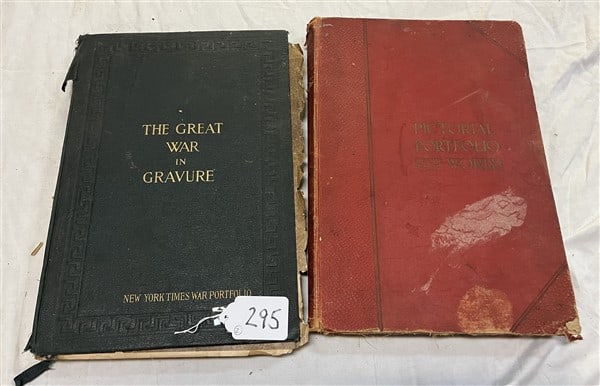 THE GREAT
WAR
IN
GRAVURE
NEW YORK TIMES WAR PORTFOLIO
295
PICTORIAL
PORTFOLIO